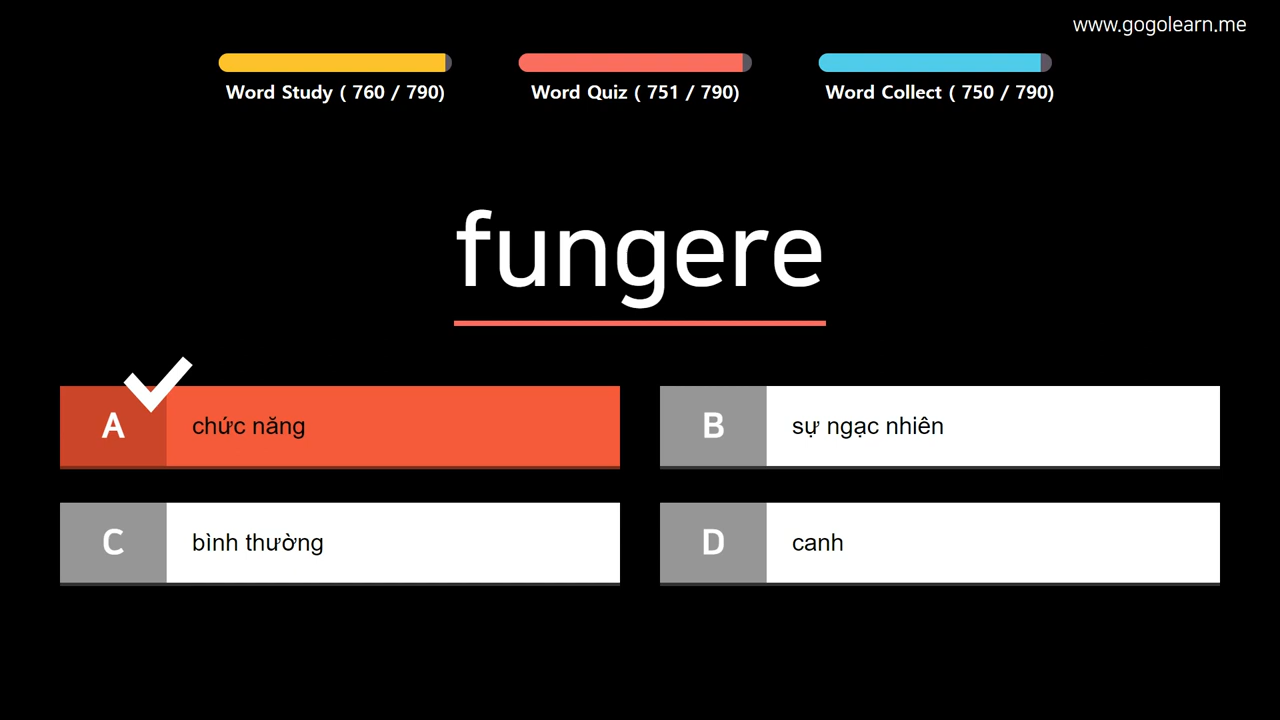 www.gogolearn.me
Word Study ( 760 / 790)
Word Quiz ( 751 / 790)
Word Collect ( 750 / 790)
fungere
A chức năng
B sự ngạc nhiên
C bình thường
D canh